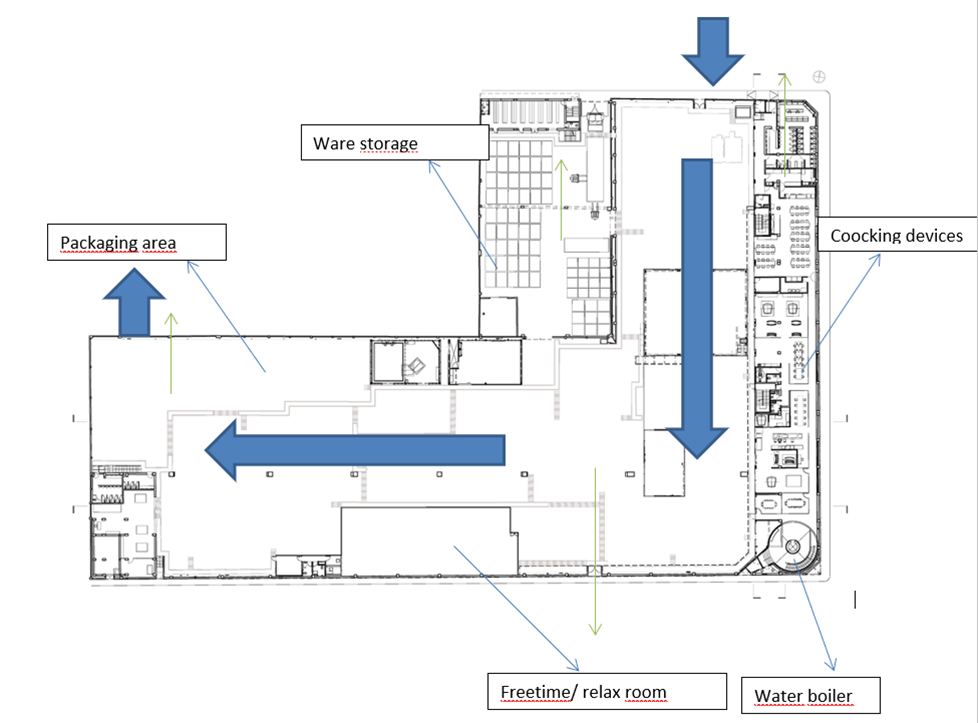 Ware storage
Packaging area
Coocking devices
Freetime/ relax room
Water boiler